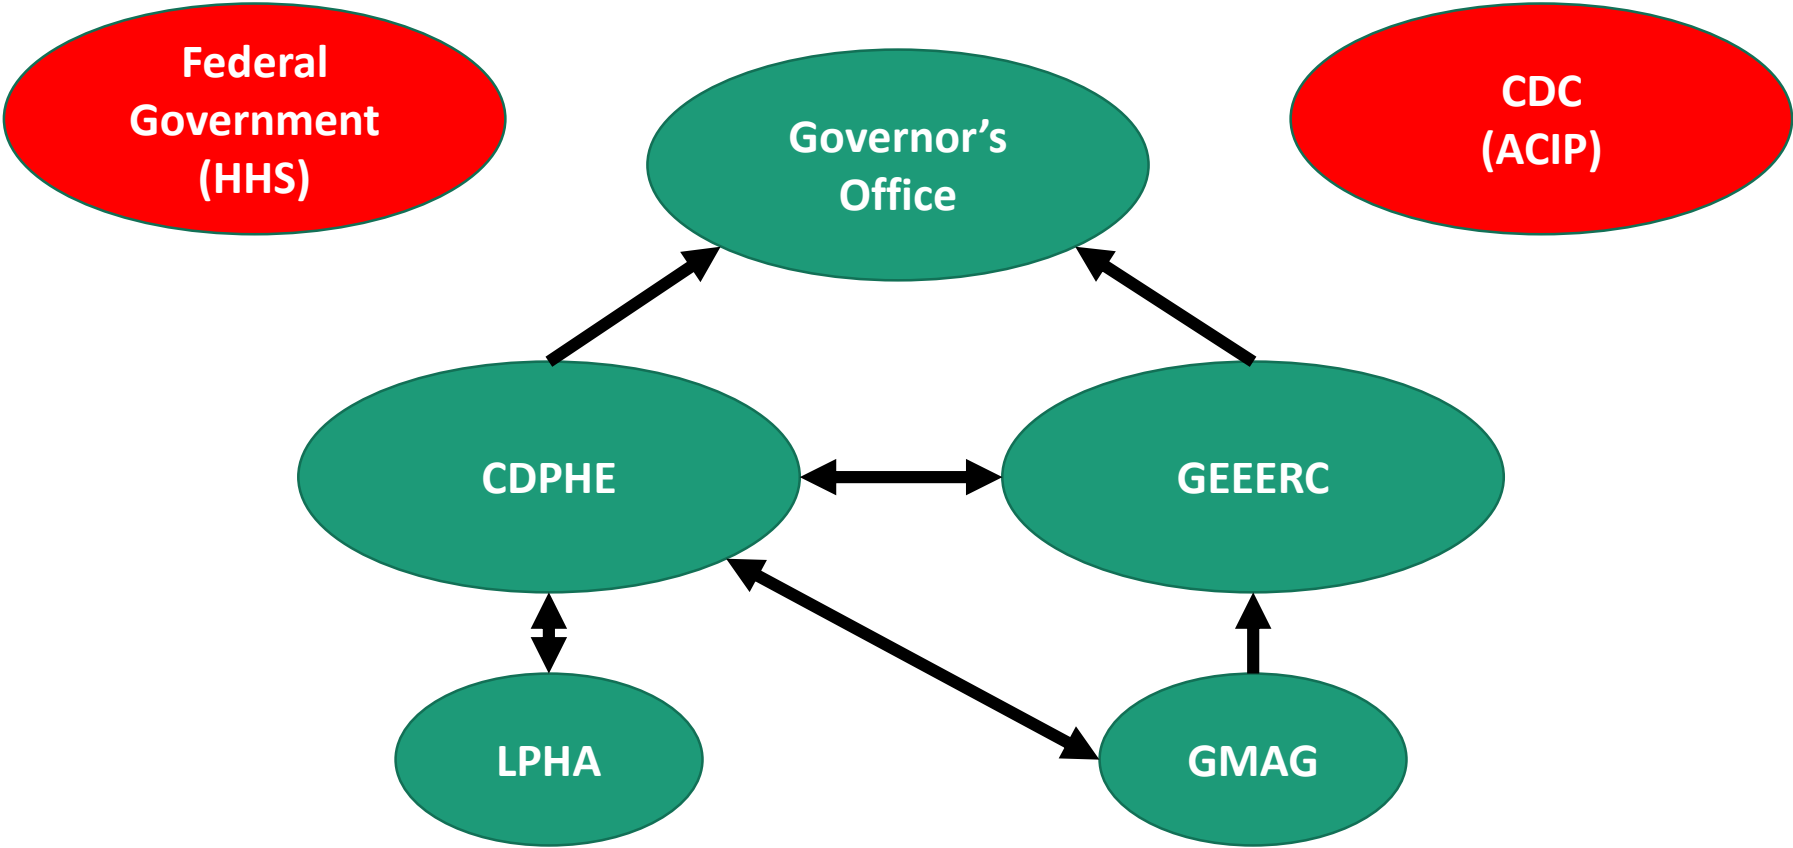 Federal
Government
(HHS)
Governor’s
Office
CDC
(ACIP)
CDPHE
GEEERC
LPHA
GMAG